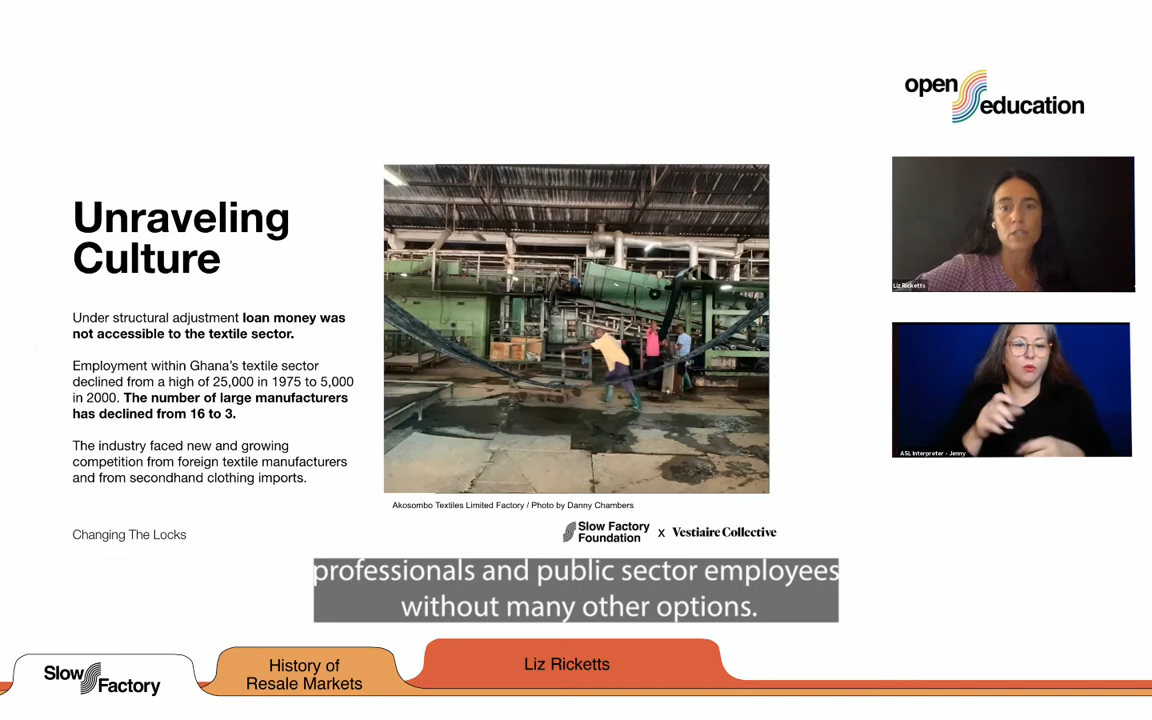 open
education
Unraveling
Culture
Under structural adjustment loan money was
not accessible to the textile sector.
Employment within Ghana's textile sector
declined from a high of 25,000 in 1975 to 5,000
in 2000. The number of large manufacturers
has declined from 16 to 3.
The industry faced new and growing
competition from foreign textile manufacturers
and from secondhand clothing imports.
Liz Ricketts
ASL Interpreter - Jenny
Akosombo Textiles Limited Factory / Photo by Danny Chambers
Changing The Locks
Slow Factory
Foundation
x
Vestiaire Collective
professionals and public sector employees
without many other options.
Slow
Factory
History of
Resale Markets
Liz Ricketts